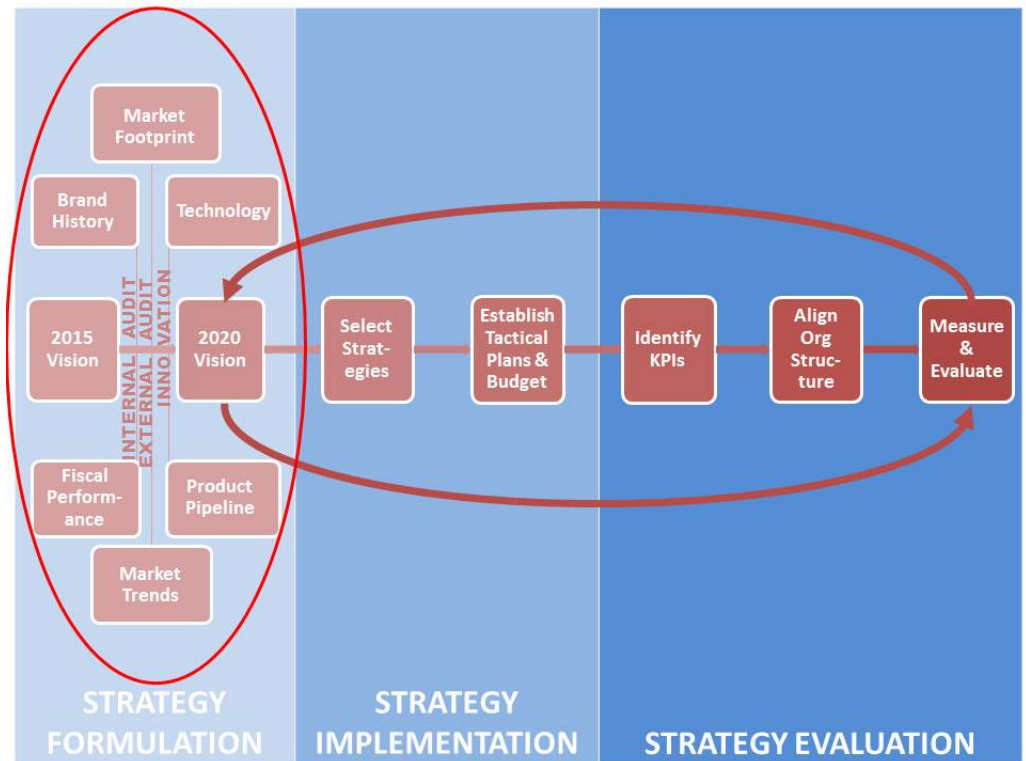 Market
Footprint
Brand
History
Technology
INTERNAL AUDIT
EXTERNAL AUDIT
INNO VATION
2015
Vision
2020
Vision
Select
Strat-
egies
Establish
Tactical
Plans &
Budget
Identify
KPIs
Align
Org
Struc-
ture
Measure
&
Evaluate
Fiscal
Perform-
ance
Product
Pipeline
Market
Trends
STRATEGY
FORMULATION
STRATEGY
IMPLEMENTATION
STRATEGY EVALUATION